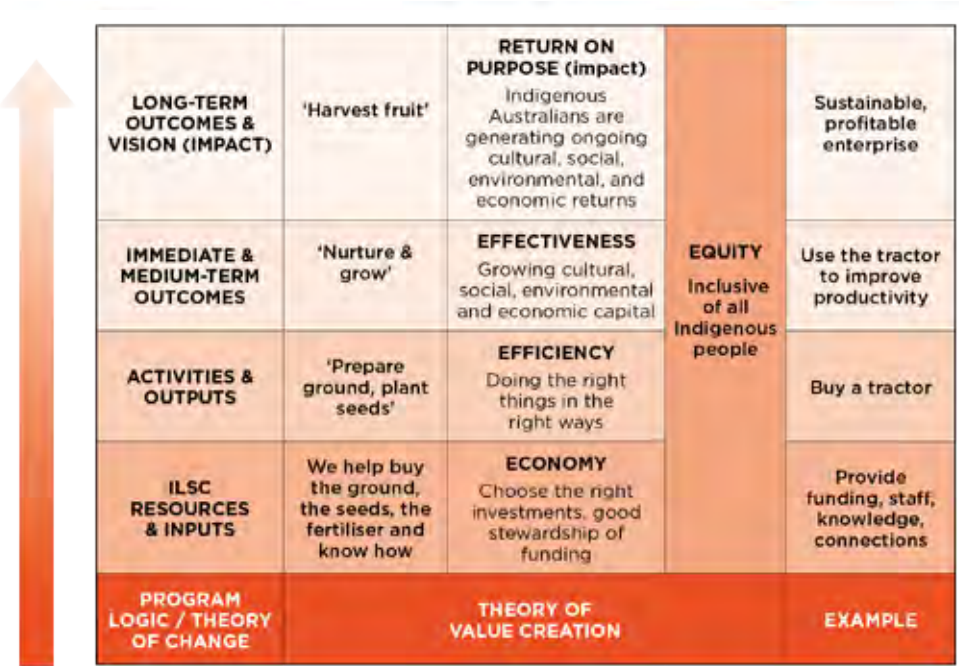 LONG-TERM
OUTCOMES &
VISION (IMPACT)
‘Harvest fruit’
RETURN ON
PURPOSE (impact)
Indigenous
Australians are
generating ongoing
cultural, social,
environmental, and
economic returns
Sustainable,
profitable
enterprise
IMMEDIATE &
MEDIUM-TERM
OUTCOMES
‘Nurture &
grow’
EFFECTIVENESS
Growing cultural,
social, environmental
and economic capital
EQUITY
Inclusive
of all
Indigenous
people
Use the tractor
to improve
productivity
ACTIVITIES &
OUTPUTS
‘Prepare
ground, plant
seeds’
EFFICIENCY
Doing the right
things in the
right ways
Buy a tractor
ILSC
RESOURCES
& INPUTS
We help buy
the ground,
the seeds, the
fertiliser and
know how
ECONOMY
Choose the right
investments, good
stewardship of
funding
Provide
funding, staff,
knowledge,
connections
PROGRAM
LOGIC / THEORY
OF CHANGE
THEORY OF
VALUE CREATION
EXAMPLE